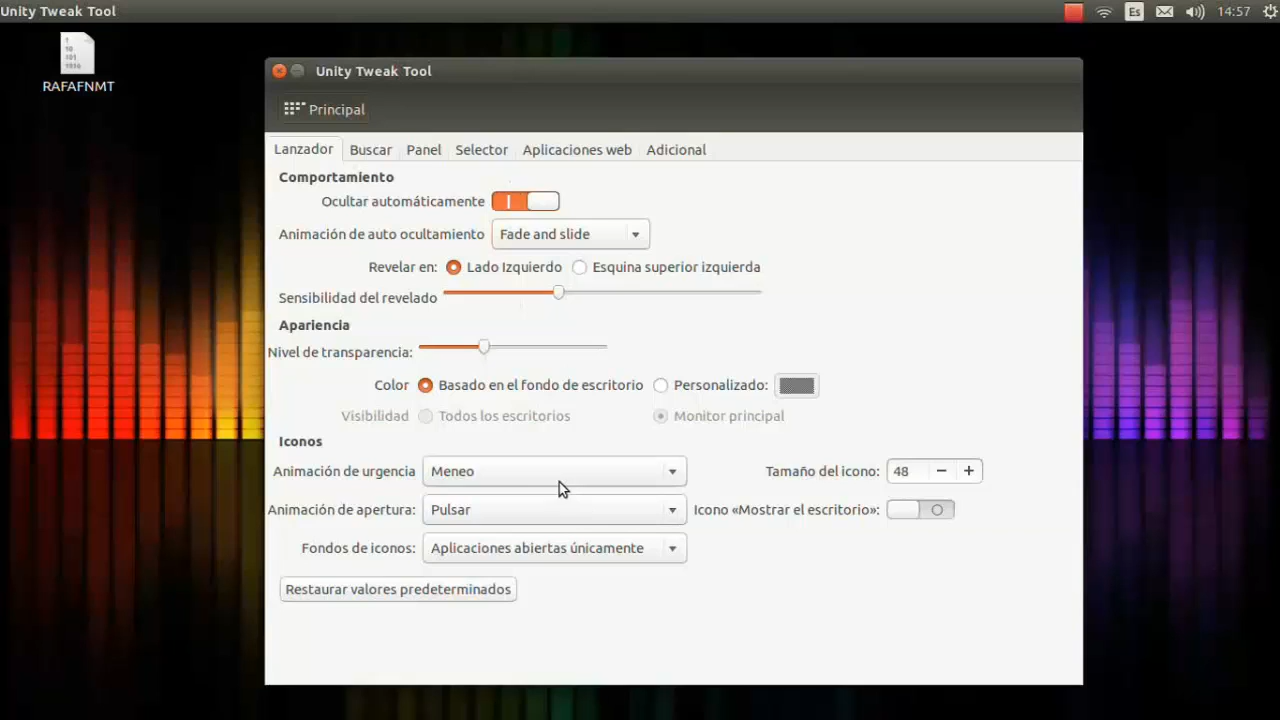 Unity Tweak Tool
Es
14:57
1
10
101
1010
RAFAFNMT
Unity Tweak Tool
Principal
Lanzador Buscar Panel Selector Aplicaciones web Adicional
Comportamiento
Ocultar automáticamente
Animación de auto ocultamiento Fade and slide
Revelar en: Lado Izquierdo Esquina superior izquierda
Sensibilidad del revelado
Apariencia
Nivel de transparencia:
Color Basado en el fondo de escritorio Personalizado:
Visibilidad Todos los escritorios Monitor principal
Iconos
Animación de urgencia Meneo Tamaño del icono: 48
Animación de apertura: Pulsar Icono «Mostrar el escritorio»:
Fondos de iconos: Aplicaciones abiertas únicamente
Restaurar valores predeterminados